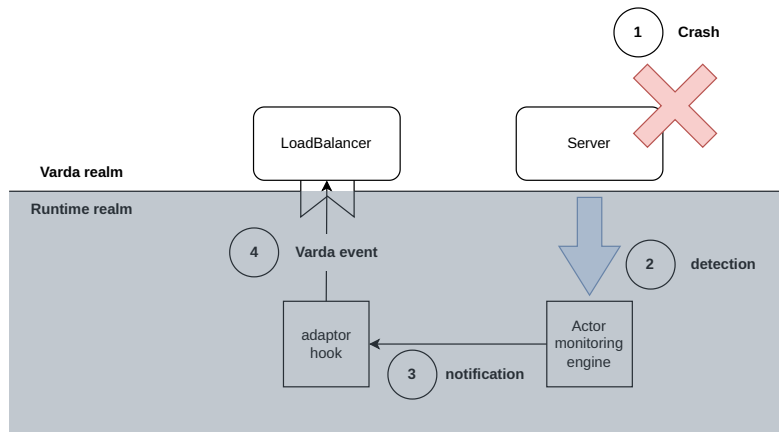 1 Crash
LoadBalancer
Server
Varda realm
Runtime realm
4 Varda event
2 detection
adaptor
hook
Actor
monitoring
engine
3 notification